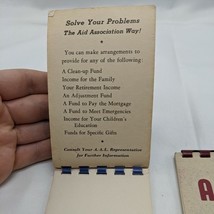 Solve Your Problems
The Aid Association Way!
You can make arrangements to
provide for any of the following:
A Clean-up Fund
Income for the Family
Your Retirement Income
An Adjustment Fund
A Fund to Pay the Mortgage
A Fund to Meet Emergencies
Income for Your Children's
Education
Funds for Specific Gifts
Consult Your A.A.L. Representative
for Further Information
A